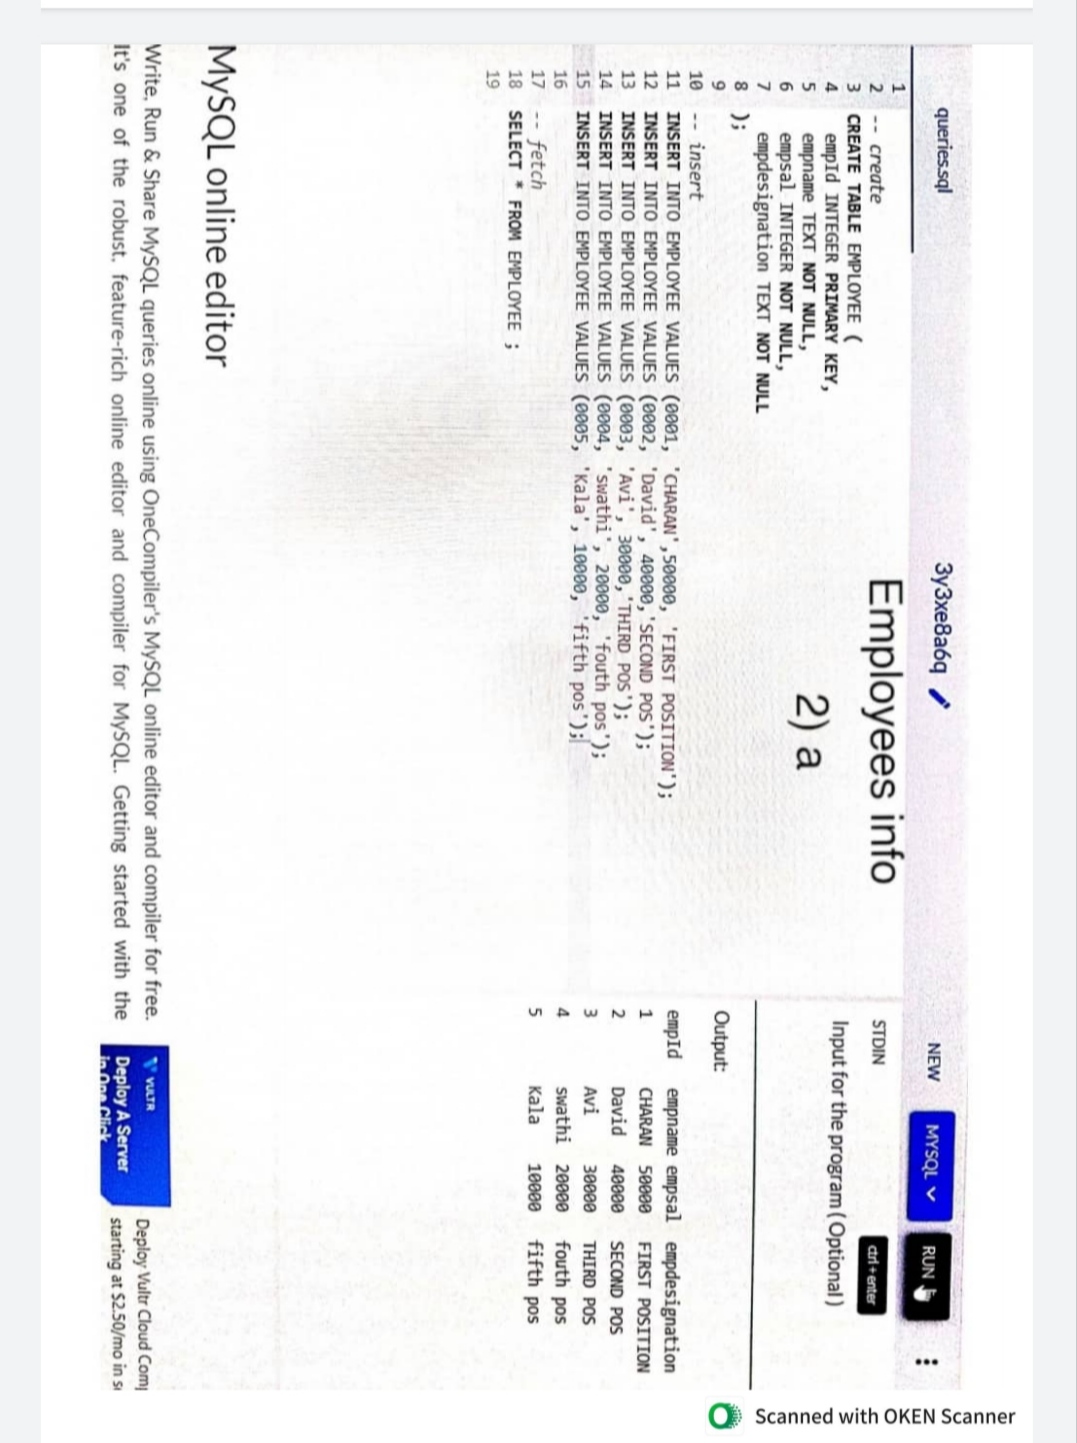 queries.sql
3y3xe8a6q
NEW
MYSQL
RUN
Employees info
2) a
1
2 -- create
3 CREATE TABLE EMPLOYEE (
4 empId INTEGER PRIMARY KEY,
5 empname TEXT NOT NULL,
6 empsal INTEGER NOT NULL,
7 empdesignation TEXT NOT NULL
8 );
9
10 -- insert
11 INSERT INTO EMPLOYEE VALUES (0001, 'CHARAN',50000, 'FIRST POSITION');
12 INSERT INTO EMPLOYEE VALUES (0002, 'David', 40000,'SECOND POS');
13 INSERT INTO EMPLOYEE VALUES (0003, 'Avi', 30000,'THIRD POS');
14 INSERT INTO EMPLOYEE VALUES (0004, 'swathi', 20000, 'fouth pos');
15 INSERT INTO EMPLOYEE VALUES (0005, 'Kala', 10000, 'fifth pos');
16
17 -- fetch
18 SELECT * FROM EMPLOYEE ;
19
STDIN
ctrl+enter
Input for the program ( Optional )
Output:
empId empname empsal empdesignation
1 CHARAN 50000 FIRST POSITION
2 David 40000 SECOND POS
3 Avi 30000 THIRD POS
4 swathi 20000 fouth pos
5 Kala 10000 fifth pos
MySQL online editor
Write, Run & Share MySQL queries online using OneCompiler's MySQL online editor and compiler for free.
It's one of the robust, feature-rich online editor and compiler for MySQL. Getting started with the
VULTR
Deploy A Server
in One Click
Deploy Vultr Cloud Comp
starting at $2.50/mo in s
Scanned with OKEN Scanner